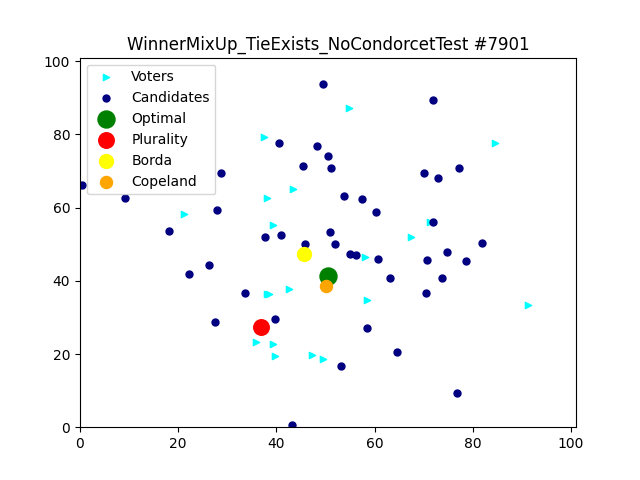 WinnerMixUp_TieExists_NoCondorcetTest #7901
100
80
60
40
20
0
Voters
Candidates
Optimal
Plurality
Borda
Copeland
0 20 40 60 80 100